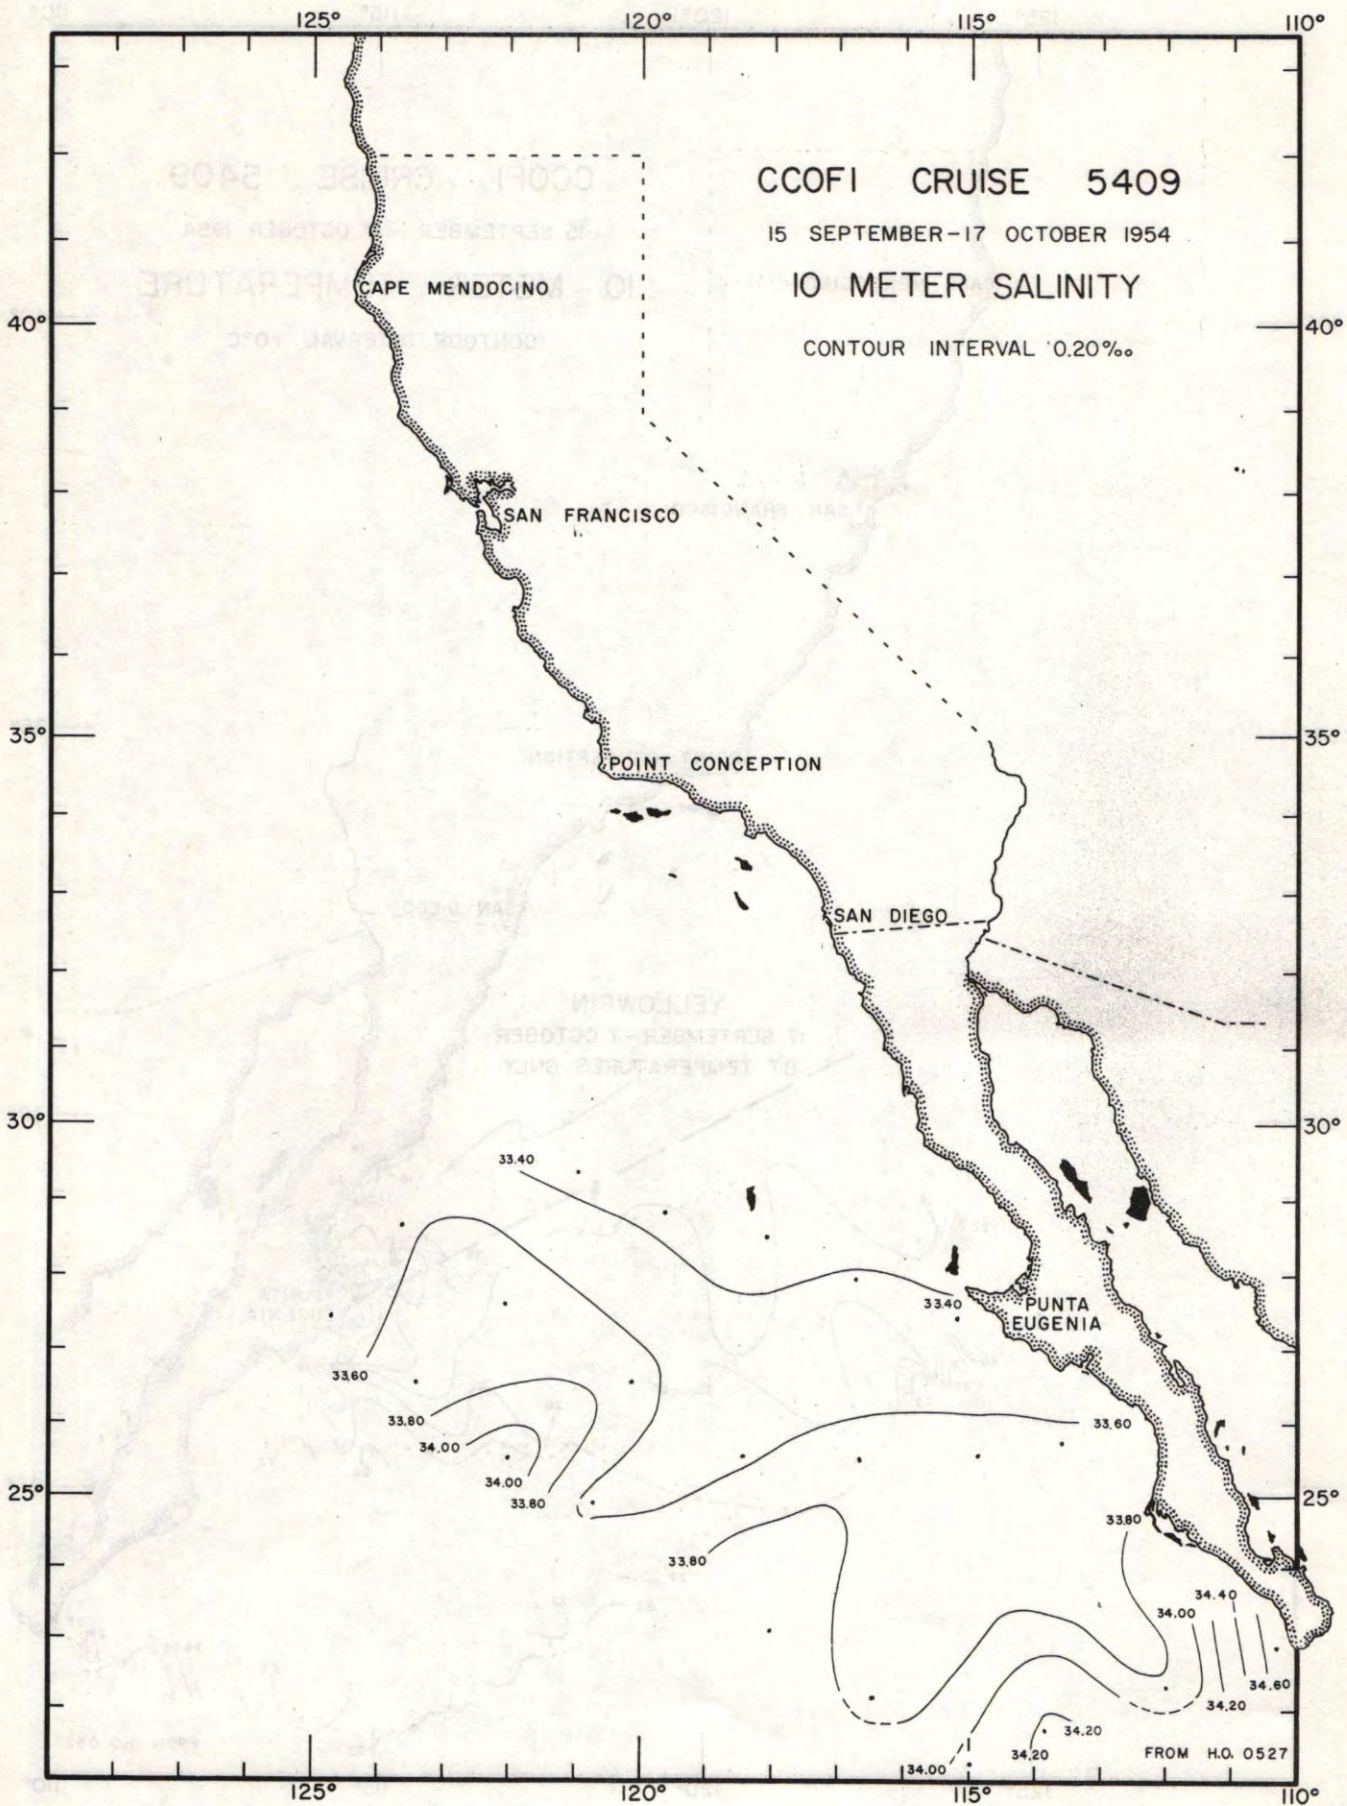 125° 120° 115° 110°
CCOFI CRUISE 5409
15 SEPTEMBER-17 OCTOBER 1954
10 METER SALINITY
CONTOUR INTERVAL 0.20‰
CAPE MENDOCINO
40° 40°
SAN FRANCISCO
35° 35°
POINT CONCEPTION
SAN DIEGO
30° 30°
33.40
33.40
PUNTA
EUGENIA
33.60
33.80 33.60
34.00
34.00
33.80
25° 25°
33.80
33.80
34.40
34.00
34.60
34.20
34.20
34.20
34.00
FROM H.O. 0527
125° 120° 115° 110°